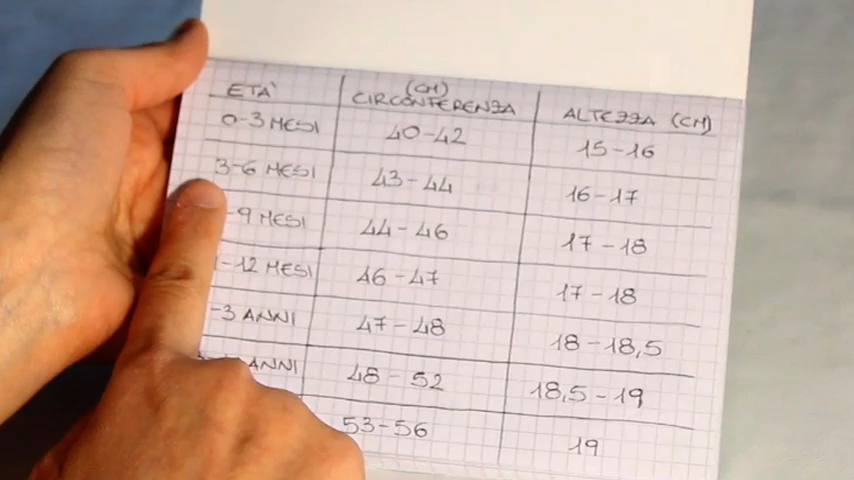 ETÀ (CM) CIRCONFERENZA ALTEZZA (CM)
0-3 MESI 40-42 15-16
3-6 MESI 43-44 16-17
-9 MESI 44-46 17-18
-12 MESI 46-47 17-18
-3 ANNI 47-48 18-18,5
ANNI 48-52 18,5-19
53-56 19